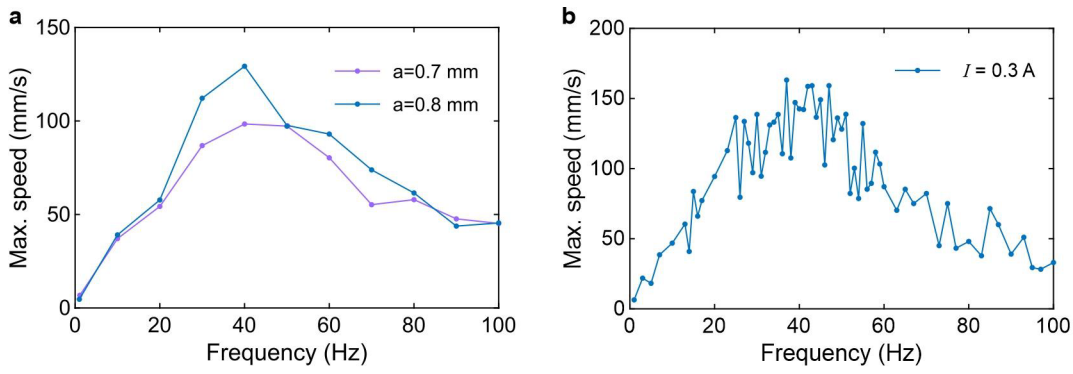 a
150
100
50
0
Max. speed (mm/s)
a=0.7 mm
a=0.8 mm
0 20 40 60 80 100
Frequency (Hz)
b
200
150
100
50
0
Max. speed (mm/s)
I = 0.3 A
0 20 40 60 80 100
Frequency (Hz)